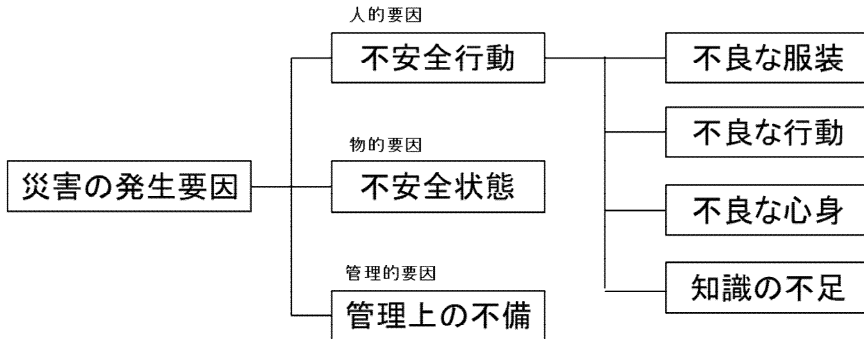 災害の発生要因
人的要因
不安全行動
物的要因
不安全状態
管理的要因
管理上の不備
不良な服装
不良な行動
不良な心身
知識の不足